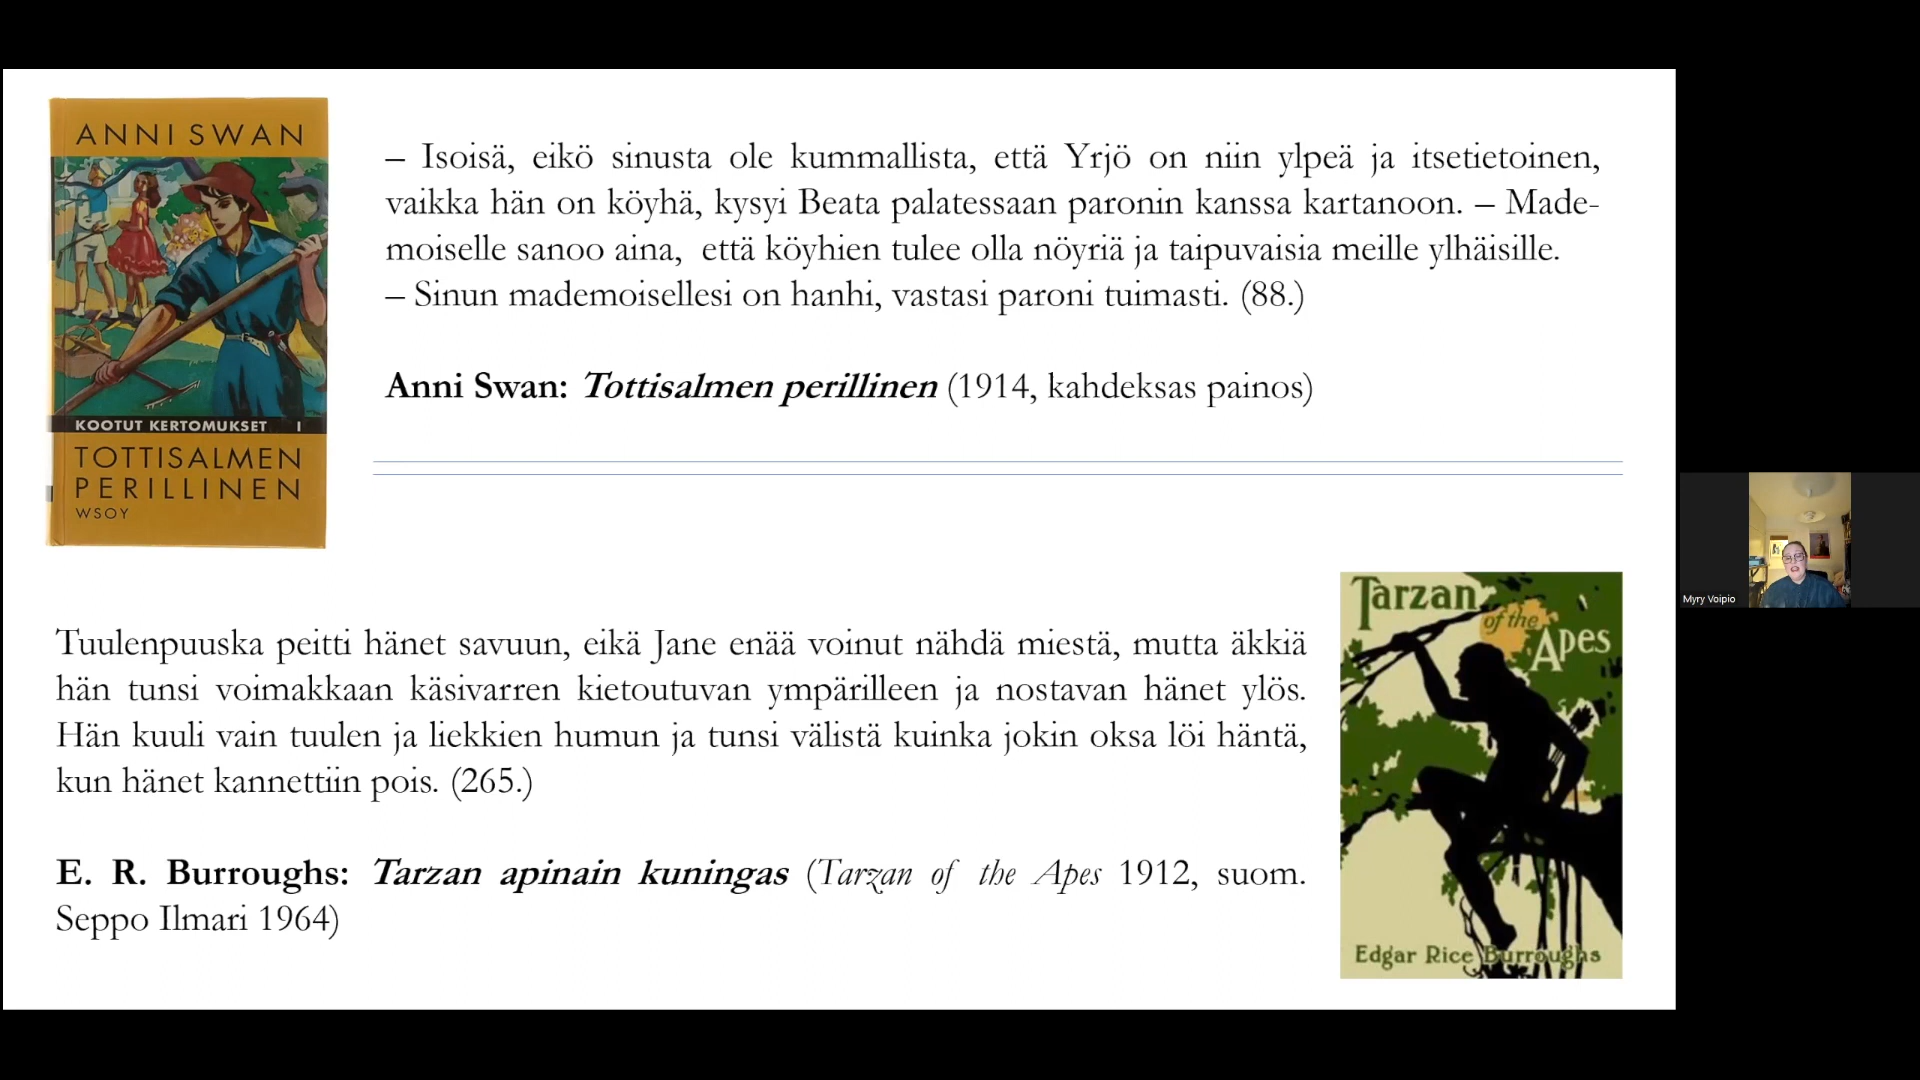 ANNI SWAN
KOOTUT KERTOMUKSET I
TOTTISALMEN
PERILLINEN
WSOY
– Isoisä, eikö sinusta ole kummallista, että Yrjö on niin ylpeä ja itsetietoinen,
vaikka hän on köyhä, kysyi Beata palatessaan paronin kanssa kartanoon. – Made-
moiselle sanoo aina,  että köyhien tulee olla nöyriä ja taipuvaisia meille ylhäisille.
– Sinun mademoisellesi on hanhi, vastasi paroni tuimasti. (88.)
Anni Swan: Tottisalmen perillinen (1914, kahdeksas painos)
Tuulenpuuska peitti hänet savuun, eikä Jane enää voinut nähdä miestä, mutta äkkiä
hän tunsi voimakkaan käsivarren kietoutuvan ympärilleen ja nostavan hänet ylös.
Hän kuuli vain tuulen ja liekkien humun ja tunsi välistä kuinka jokin oksa löi häntä,
kun hänet kannettiin pois. (265.)
E. R. Burroughs: Tarzan apinain kuningas (Tarzan of the Apes 1912, suom.
Seppo Ilmari 1964)
Tarzan
of the
Apes
Edgar Rice Burroughs
Myry Voipio